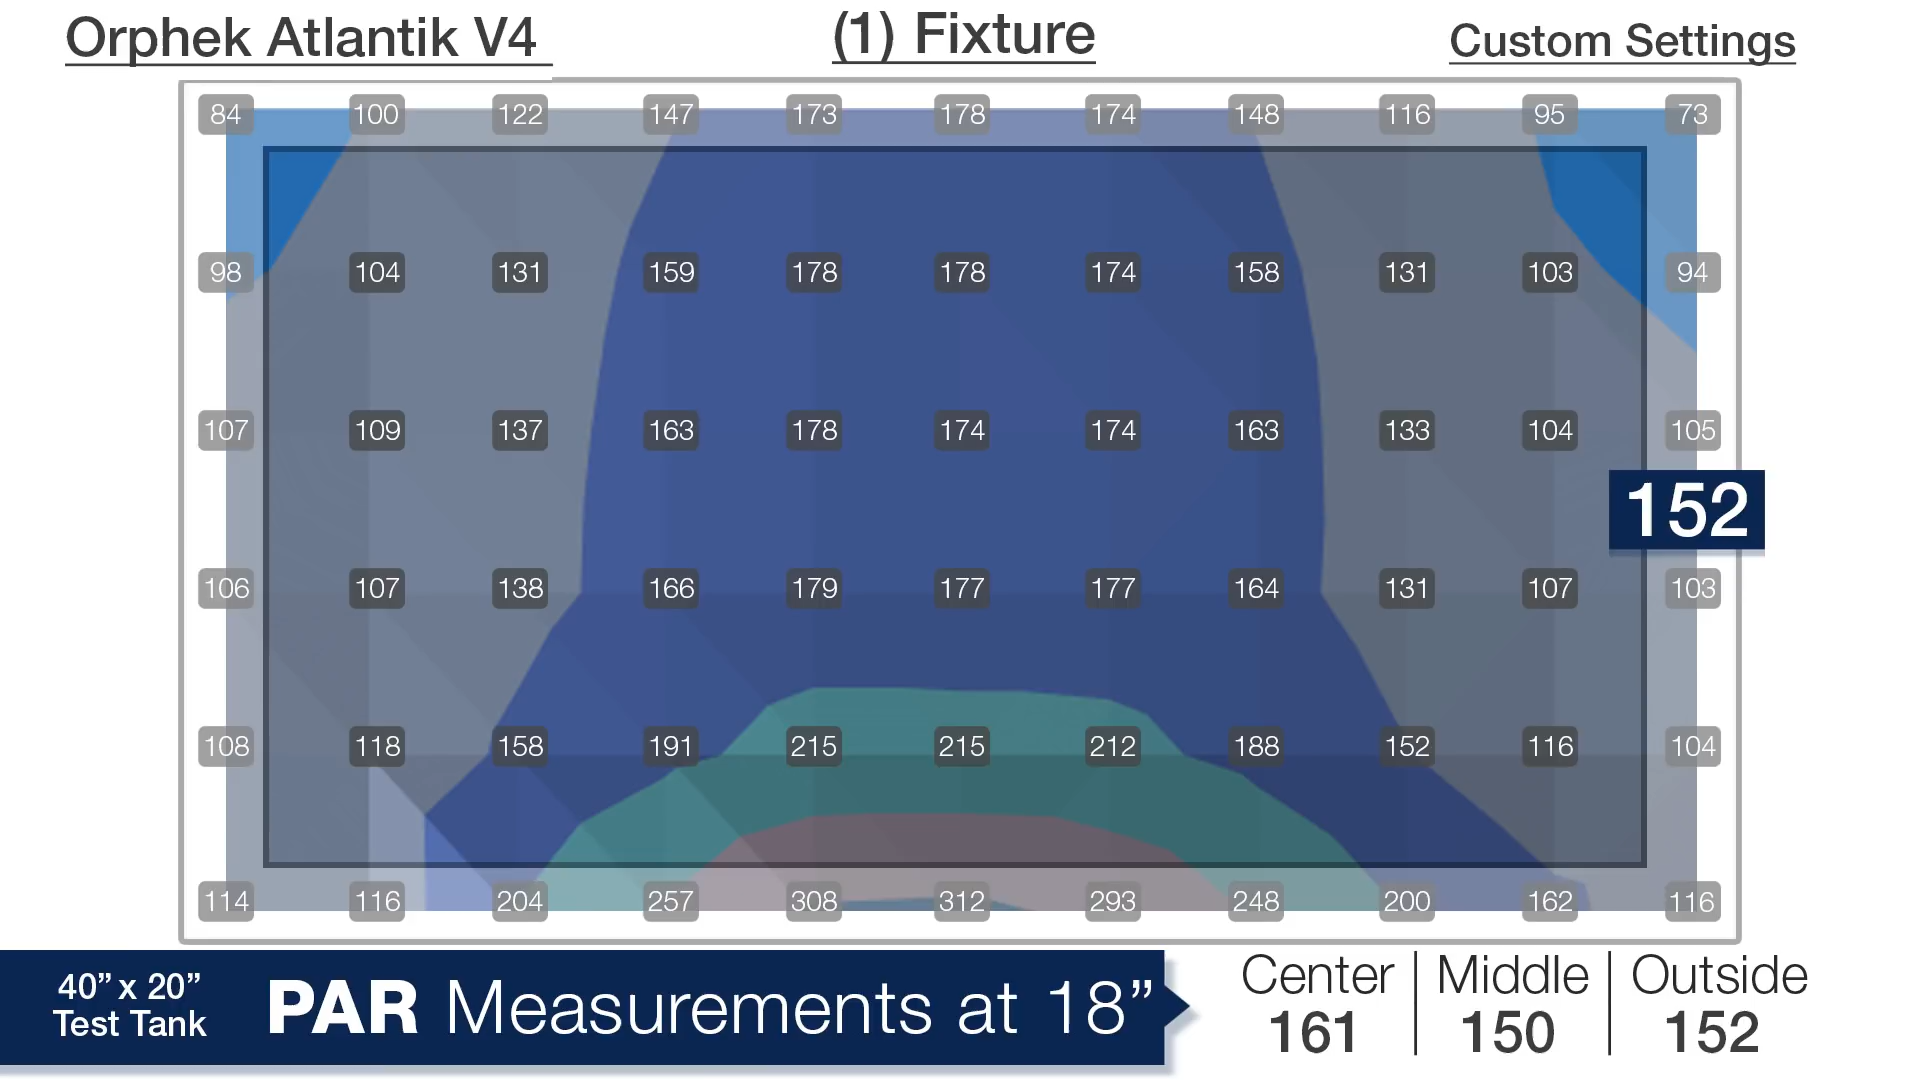 Orphek Atlantik V4 (1) Fixture Custom Settings
84 100 122 147 173 178 174 148 116 95 73
98 104 131 159 178 178 174 158 131 103 94
107 109 137 163 178 174 174 163 133 104 105
152
106 107 138 166 179 177 177 164 131 107 103
108 118 158 191 215 215 212 188 152 116 104
114 116 204 257 308 312 293 248 200 162 116
40” x 20”
Test Tank
PAR Measurements at 18”
Center Middle Outside
161 150 152